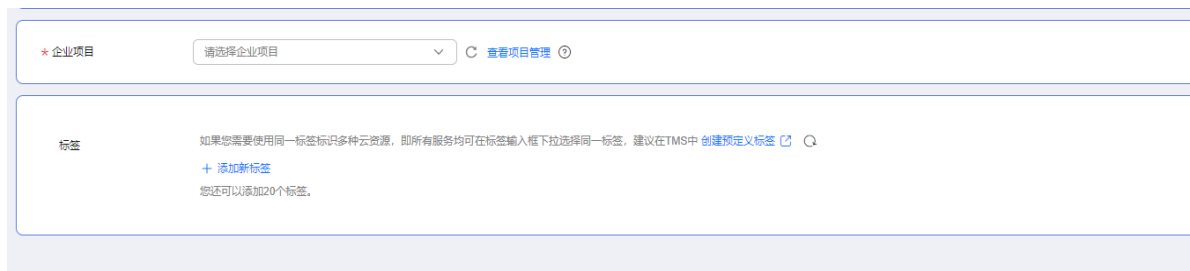 * 企业项目
请选择企业项目
查看项目管理
标签
如果您需要使用同一标签标识多种云资源，即所有服务均可在标签输入框下拉选择同一标签，建议在TMS中 创建预定义标签
+ 添加新标签
您还可以添加20个标签。